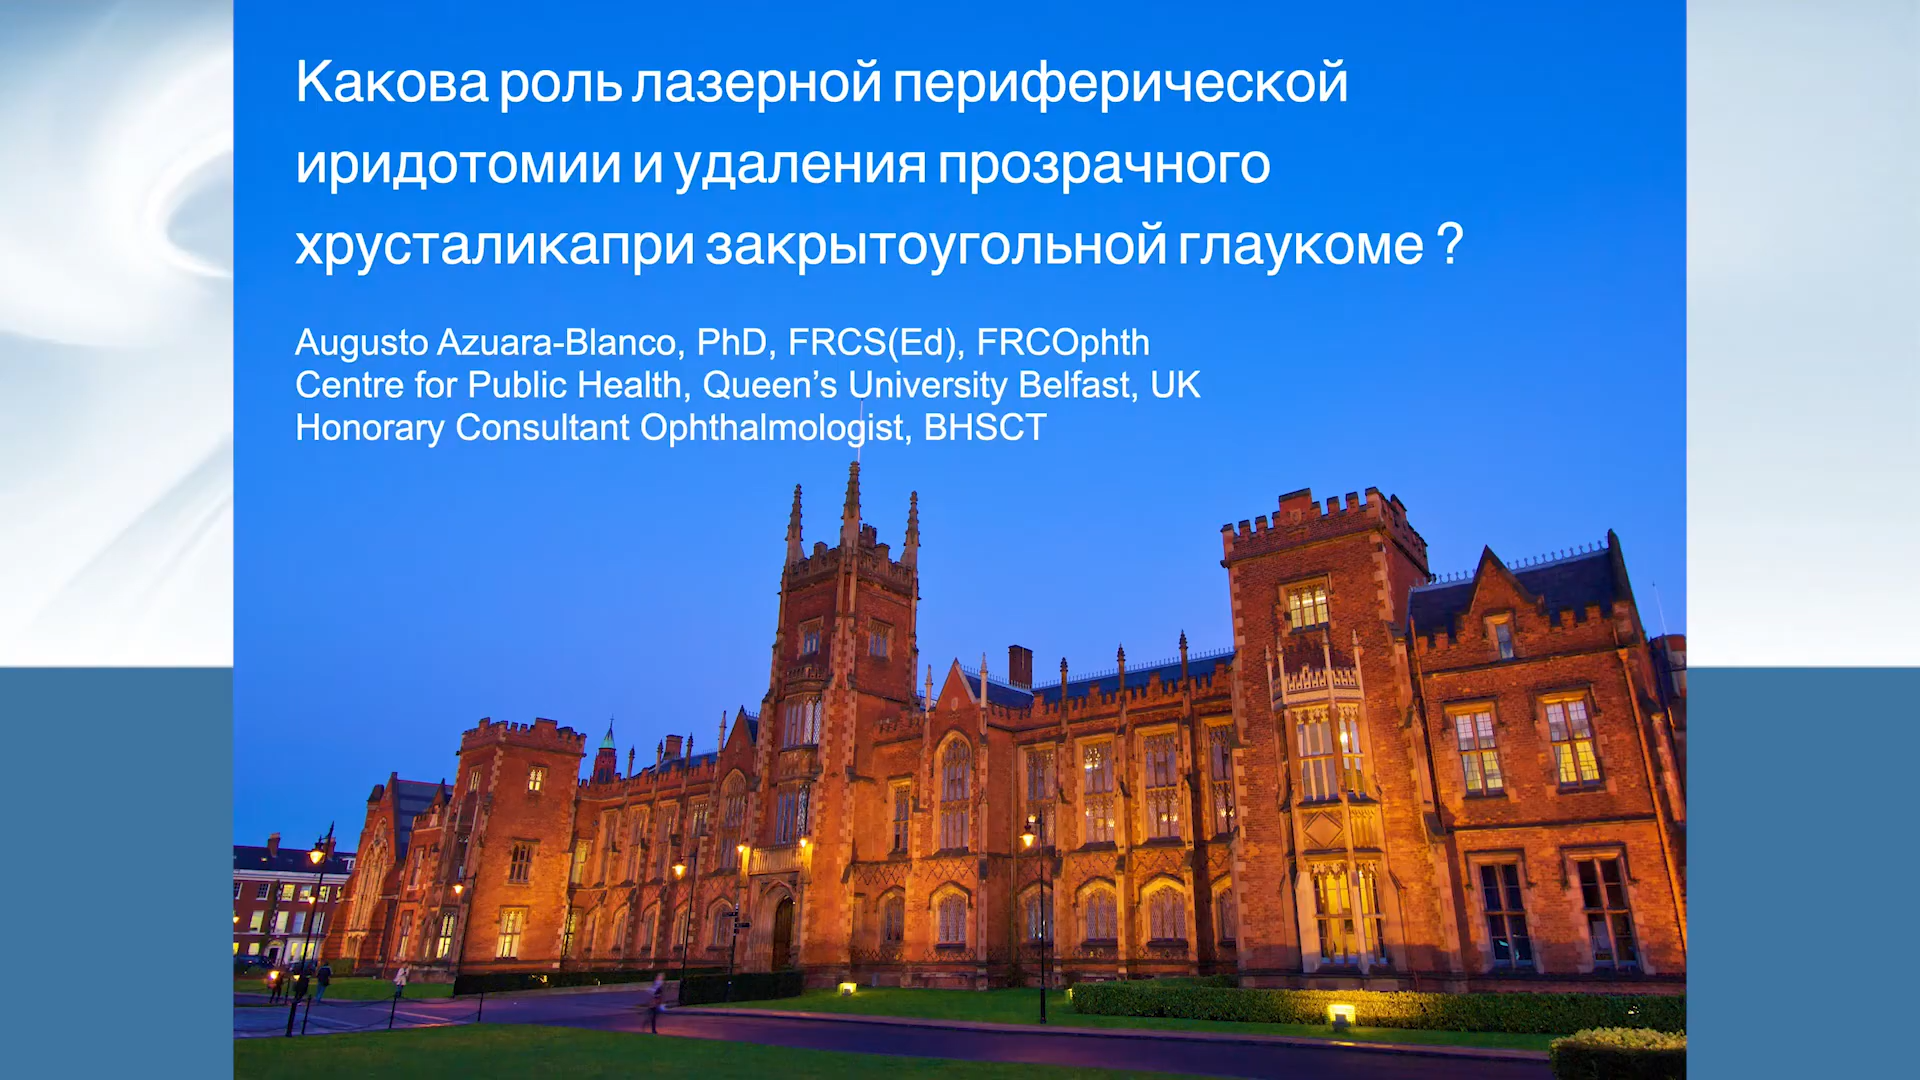 Какова роль лазерной периферической
иридотомии и удаления прозрачного
хрусталикапри закрытоугольной глаукоме ?
Augusto Azuara-Blanco, PhD, FRCS(Ed), FRCOphth
Centre for Public Health, Queen’s University Belfast, UK
Honorary Consultant Ophthalmologist, BHSCT